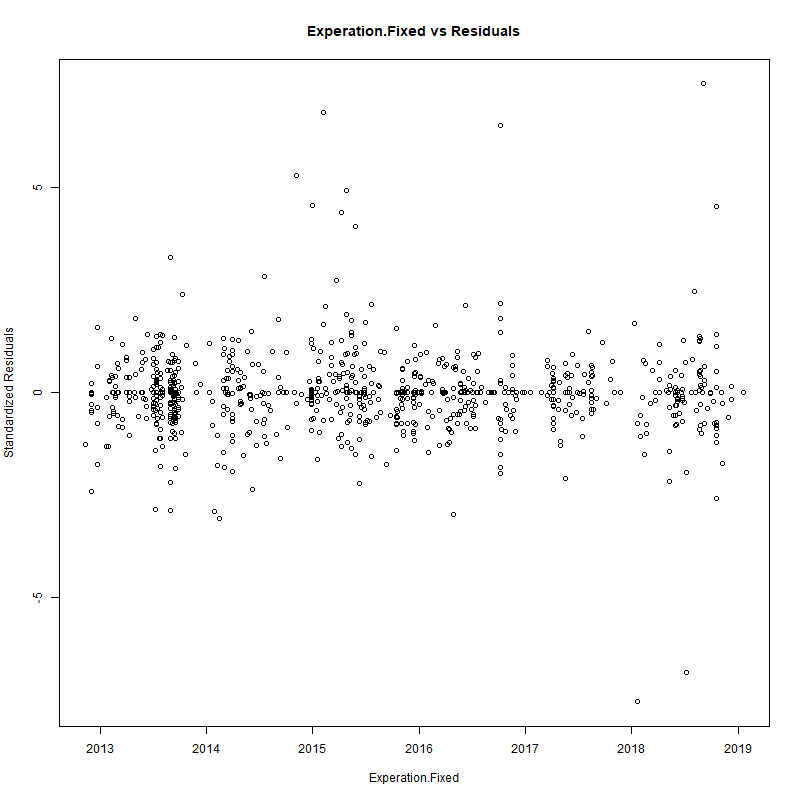 Experation.Fixed vs Residuals
Standardized Residuals
5
0
-5
2013 2014 2015 2016 2017 2018 2019
Experation.Fixed